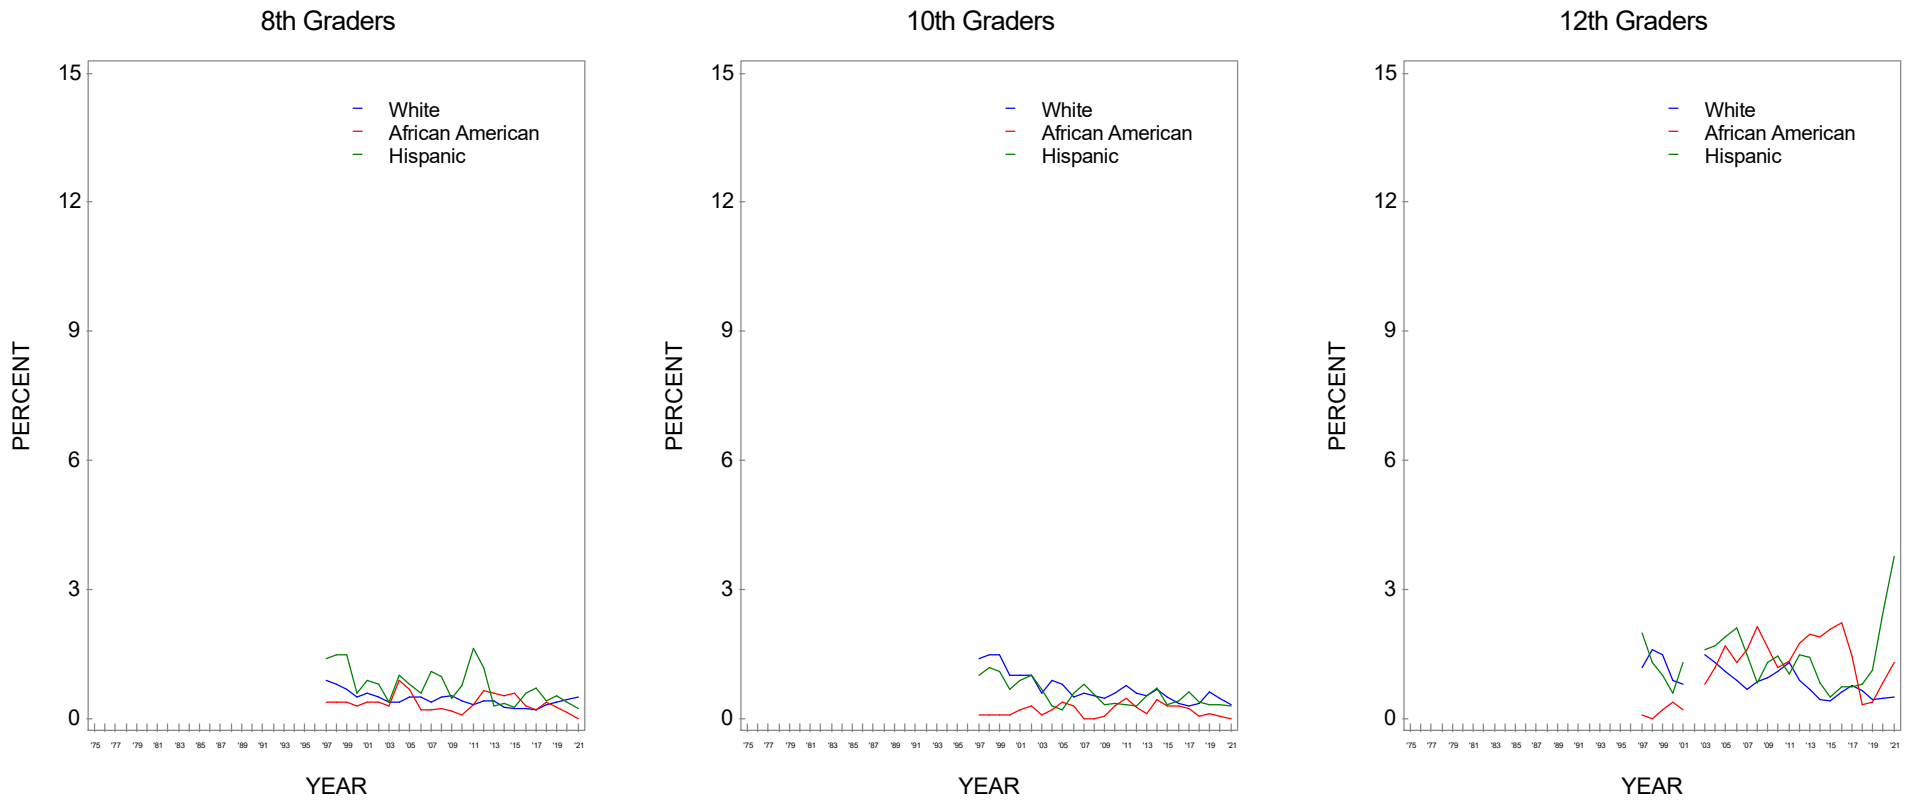 8th Graders
15
12
9
6
3
0
PERCENT
White
African American
Hispanic
'75 '77 '79 '81 '83 '85 '87 '89 '91 '93 '95 '97 '99 '01 '03 '05 '07 '09 '11 '13 '15 '17 '19 '21
YEAR
10th Graders
15
12
9
6
3
0
PERCENT
White
African American
Hispanic
'75 '77 '79 '81 '83 '85 '87 '89 '91 '93 '95 '97 '99 '01 '03 '05 '07 '09 '11 '13 '15 '17 '19 '21
YEAR
12th Graders
15
12
9
6
3
0
PERCENT
White
African American
Hispanic
'75 '77 '79 '81 '83 '85 '87 '89 '91 '93 '95 '97 '99 '01 '03 '05 '07 '09 '11 '13 '15 '17 '19 '21
YEAR